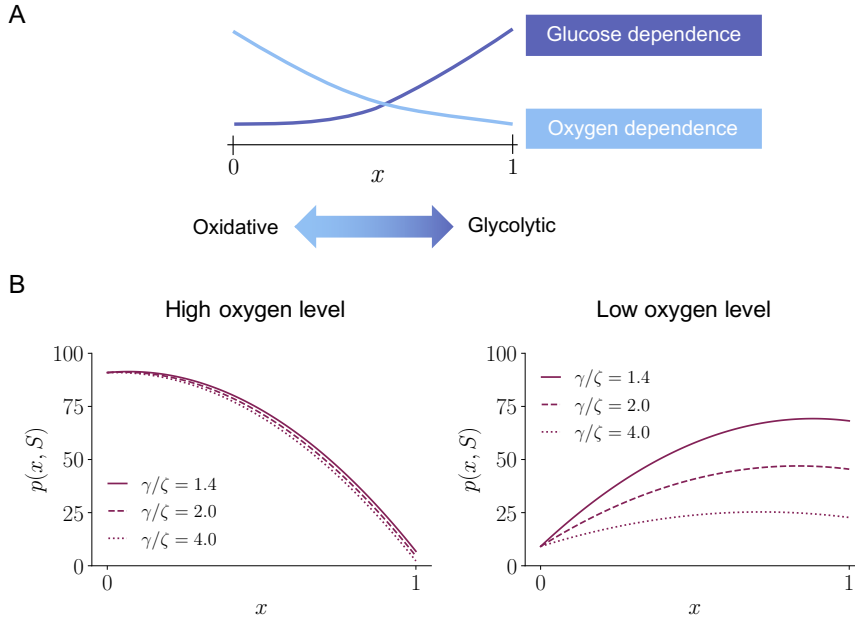 A
Glucose dependence
Oxygen dependence
0
1
x
Oxidative
Glycolytic
B
High oxygen level
100
75
50
25
0
p(x, S)
γ/ζ = 1.4
γ/ζ = 2.0
γ/ζ = 4.0
0
1
x
Low oxygen level
100
75
50
25
0
p(x, S)
γ/ζ = 1.4
γ/ζ = 2.0
γ/ζ = 4.0
0
1
x